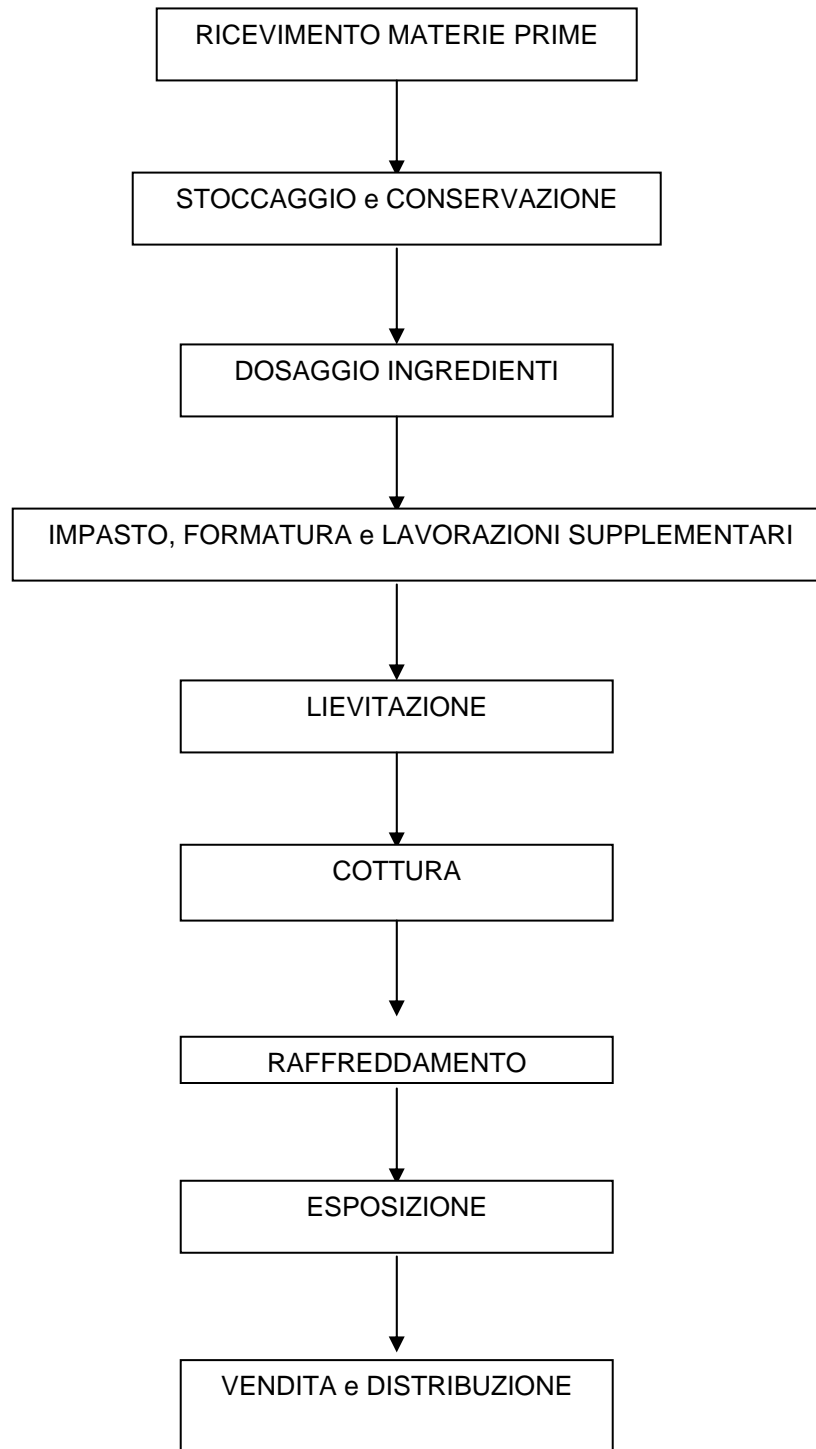 RICEVIMENTO MATERIE PRIME
STOCCAGGIO e CONSERVAZIONE
DOSAGGIO INGREDIENTI
IMPASTO, FORMATURA e LAVORAZIONI SUPPLEMENTARI
LIEVITAZIONE
COTTURA
RAFFREDDAMENTO
ESPOSIZIONE
VENDITA e DISTRIBUZIONE